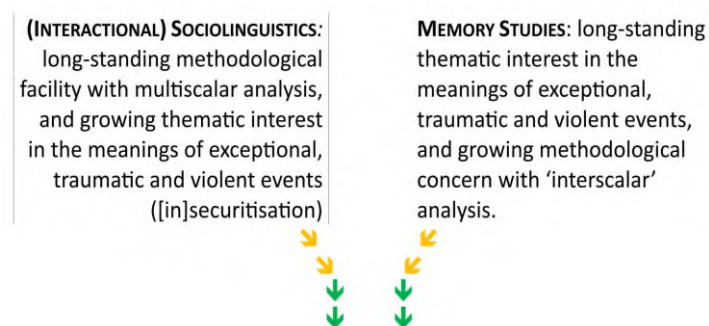 (INTERACTIONAL) SOCIOLINGUISTICS:
long-standing methodological
facility with multiscalar analysis,
and growing thematic interest
in the meanings of exceptional,
traumatic and violent events
([in]securitisation)
MEMORY STUDIES: long-standing
thematic interest in the
meanings of exceptional,
traumatic and violent events,
and growing methodological
concern with ‘interscalar’
analysis.